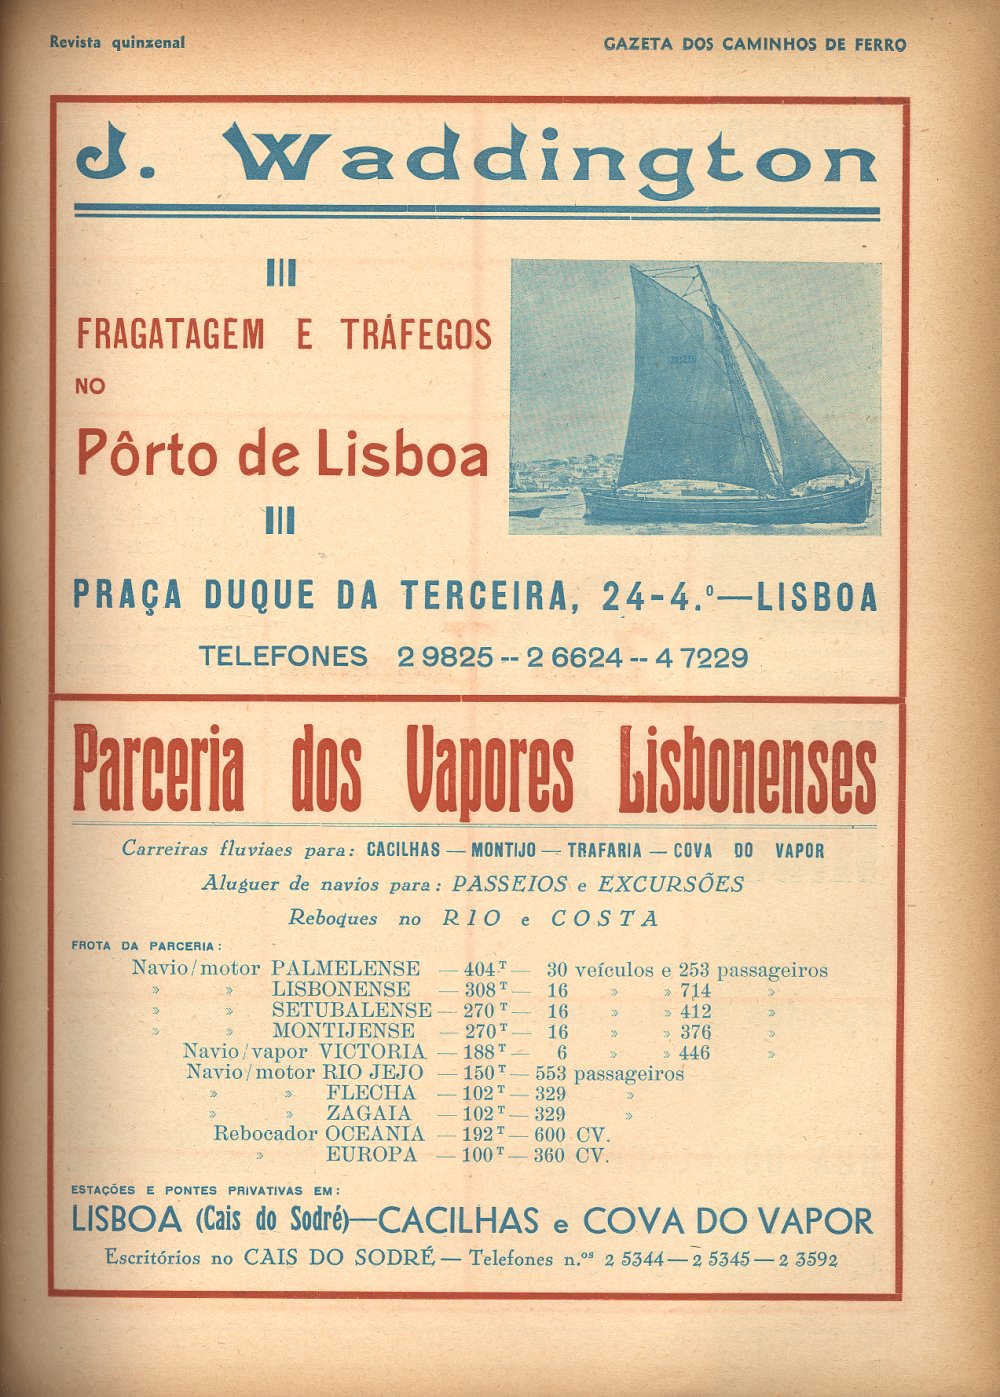 Revista quinzenal GAZETA DOS CAMINHOS DE FERRO
J. Waddington
FRAGATAGEM E TRÁFEGOS
NO
Pôrto de Lisboa
PRAÇA DUQUE DA TERCEIRA, 24-4.º—LISBOA
TELEFONES 2 9825 -- 2 6624 -- 4 7229
Parceria dos Vapores Lisbonenses
Carreiras fluviaes para: CACILHAS — MONTIJO — TRAFARIA — COVA DO VAPOR
Aluguer de navios para: PASSEIOS e EXCURSÕES
Reboques no RIO e COSTA
FROTA DA PARCERIA:
Navio/motor PALMELENSE — 404.T — 30 veículos e 253 passageiros
» » LISBONENSE — 308 T — 16 » » 714 »
» » SETUBALENSE — 270 T — 16 » » 412 »
» » MONTIJENSE — 270 T — 16 » » 376 »
Navio/vapor VICTORIA — 188 T — 6 » » 446 »
Navio/motor RIO JEJO — 150 T — 553 passageiros
» » FLECHA — 102 T — 329 »
» » ZAGAIA — 102 T — 329 »
Rebocador OCEANIA — 192 T — 600 CV.
» EUROPA — 100 T — 360 CV.
ESTAÇÕES E PONTES PRIVATIVAS EM:
LISBOA (Cais do Sodré)—CACILHAS e COVA DO VAPOR
Escritórios no CAIS DO SODRÉ — Telefones n.os 2 5344 — 2 5345 — 2 3592